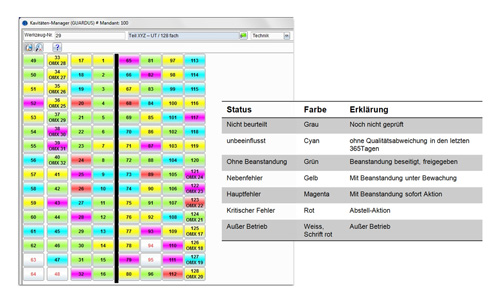 Kavitäten-Manager (GUARDUS) # Mandant: 100
Werkzeug-Nr. 29 Teil XYZ – UT / 128 fach Technik
49 33 OMX 28 17 1 65 81 97 113
50 34 OMX 27 18 2 66 82 98 114
51 35 OMX 26 19 3 67 83 99 115
52 36 OMX 25 20 4 68 84 100 116
53 37 OMX 29 21 5 69 85 101 117
54 38 OMX 30 22 6 70 86 102 118
55 39 OMX 31 23 7 71 87 103 119
56 40 OMX 32 24 8 72 88 104 120
57 41 25 9 73 89 105 121 OMX 24
58 42 26 10 74 90 106 122 OMX 23
59 43 27 11 75 91 107 123 OMX 22
60 44 28 12 76 92 108 124 OMX 21
61 45 29 13 77 93 109 125 OMX 17
62 46 30 14 78 94 110 126 OMX 18
63 47 31 15 79 95 111 127 OMX 19
64 48 32 16 80 96 112 128 OMX 20
Status Farbe Erklärung
Nicht beurteilt Grau Noch nicht geprüft
unbeeinflusst Cyan ohne Qualitätsabweichung in den letzten
365Tagen
Ohne Beanstandung Grün Beanstandung beseitigt, freigegeben
Nebenfehler Gelb Mit Beanstandung unter Bewachung
Hauptfehler Magenta Mit Beanstandung sofort Aktion
Kritischer Fehler Rot Abstell-Aktion
Außer Betrieb Weiss, Außer Betrieb
Schrift rot